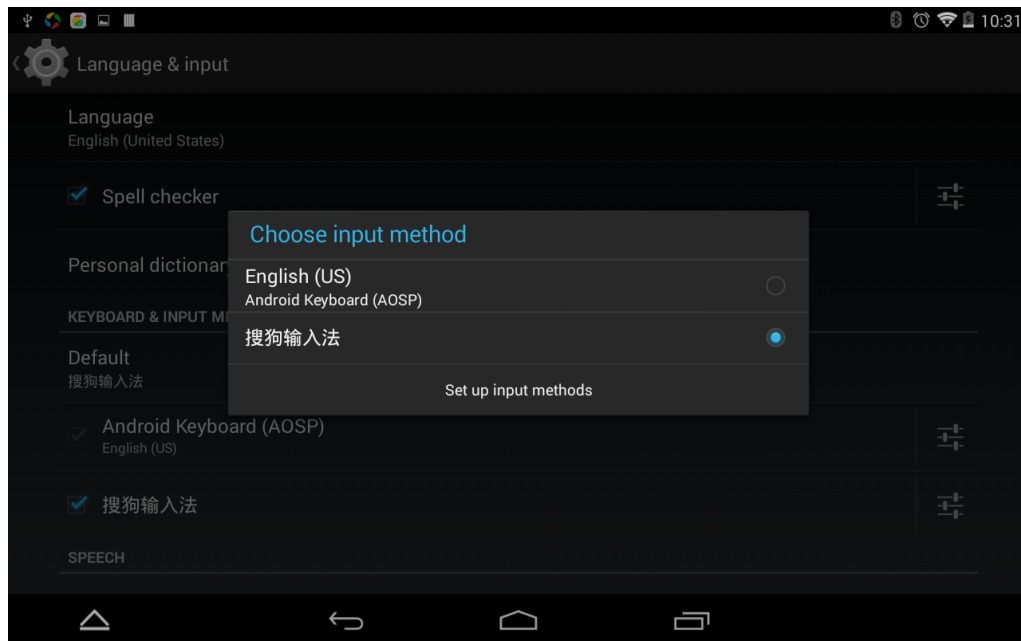 10:31
Language & input
Language
English (United States)
Spell checker
Personal dictionary
Choose input method
English (US)
Android Keyboard (AOSP)
搜狗输入法
Set up input methods
KEYBOARD & INPUT M
Default
搜狗输入法
Android Keyboard (AOSP)
English (US)
搜狗输入法
SPEECH